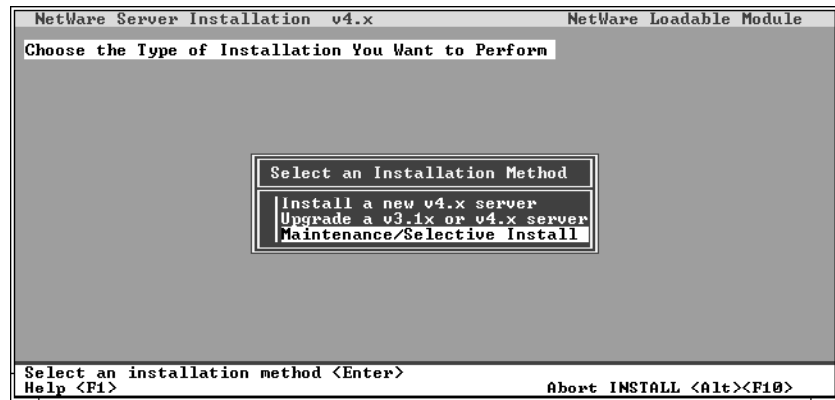 NetWare Server Installation v4.x NetWare Loadable Module
Choose the Type of Installation You Want to Perform
Select an Installation Method
Install a new v4.x server
Upgrade a v3.1x or v4.x server
Maintenance/Selective Install
Select an installation method <Enter>
Help <F1> Abort INSTALL <Alt><F10>